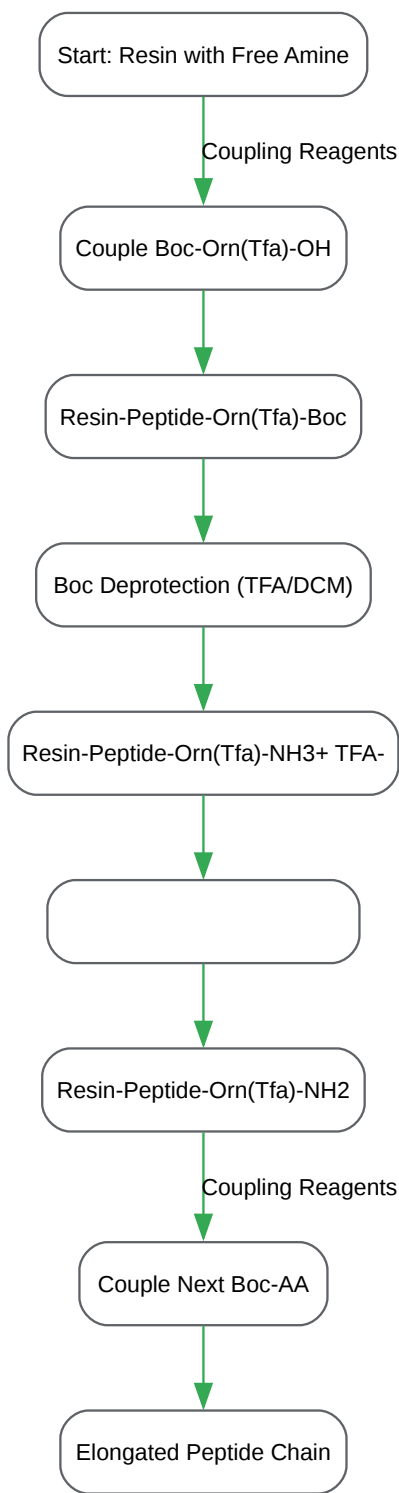 Start: Resin with Free Amine
Coupling Reagents
Couple Boc-Orn(Tfa)-OH
Resin-Peptide-Orn(Tfa)-Boc
Boc Deprotection (TFA/DCM)
Resin-Peptide-Orn(Tfa)-NH3+ TFA-
Resin-Peptide-Orn(Tfa)-NH2
Coupling Reagents
Couple Next Boc-AA
Elongated Peptide Chain